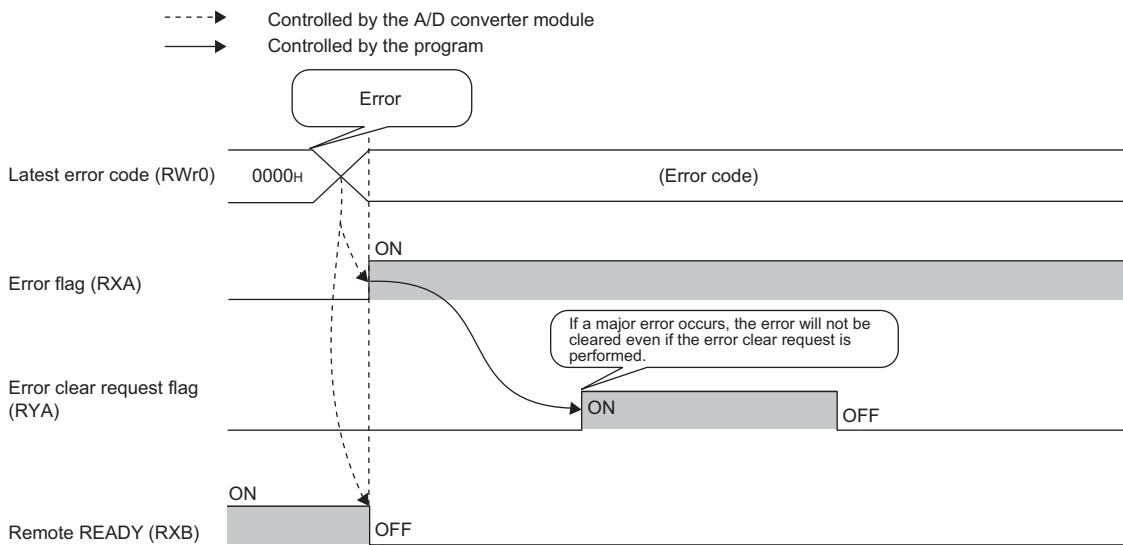 Controlled by the A/D converter module
Controlled by the program
Error
Latest error code (RWr0)
0000H
(Error code)
ON
Error flag (RXA)
If a major error occurs, the error will not be
cleared even if the error clear request is
performed.
Error clear request flag
(RYA)
ON
OFF
ON
Remote READY (RXB)
OFF